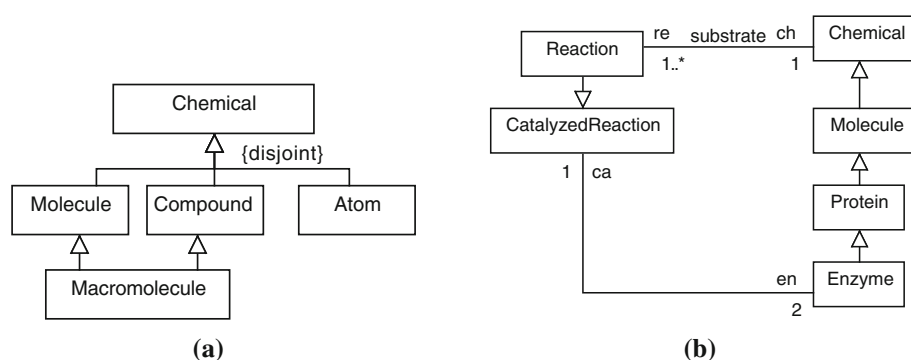 Chemical
{disjoint}
Molecule
Compound
Atom
Macromolecule
(a)
Reaction
re
substrate
ch
1..*
1
Chemical
CatalyzedReaction
Molecule
1
ca
Protein
en
2
Enzyme
(b)